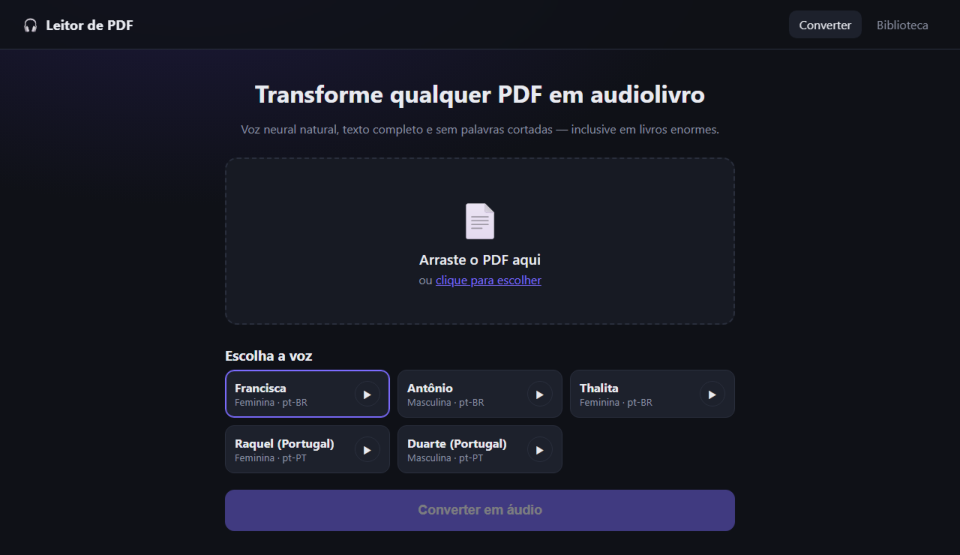 Leitor de PDF
Converter
Biblioteca
Transforme qualquer PDF em audiolivro
Voz neural natural, texto completo e sem palavras cortadas — inclusive em livros enormes.
Arraste o PDF aqui
ou clique para escolher
Escolha a voz
Francisca
Feminina · pt-BR
Antônio
Masculina · pt-BR
Thalita
Feminina · pt-BR
Raquel (Portugal)
Feminina · pt-PT
Duarte (Portugal)
Masculina · pt-PT
Converter em áudio